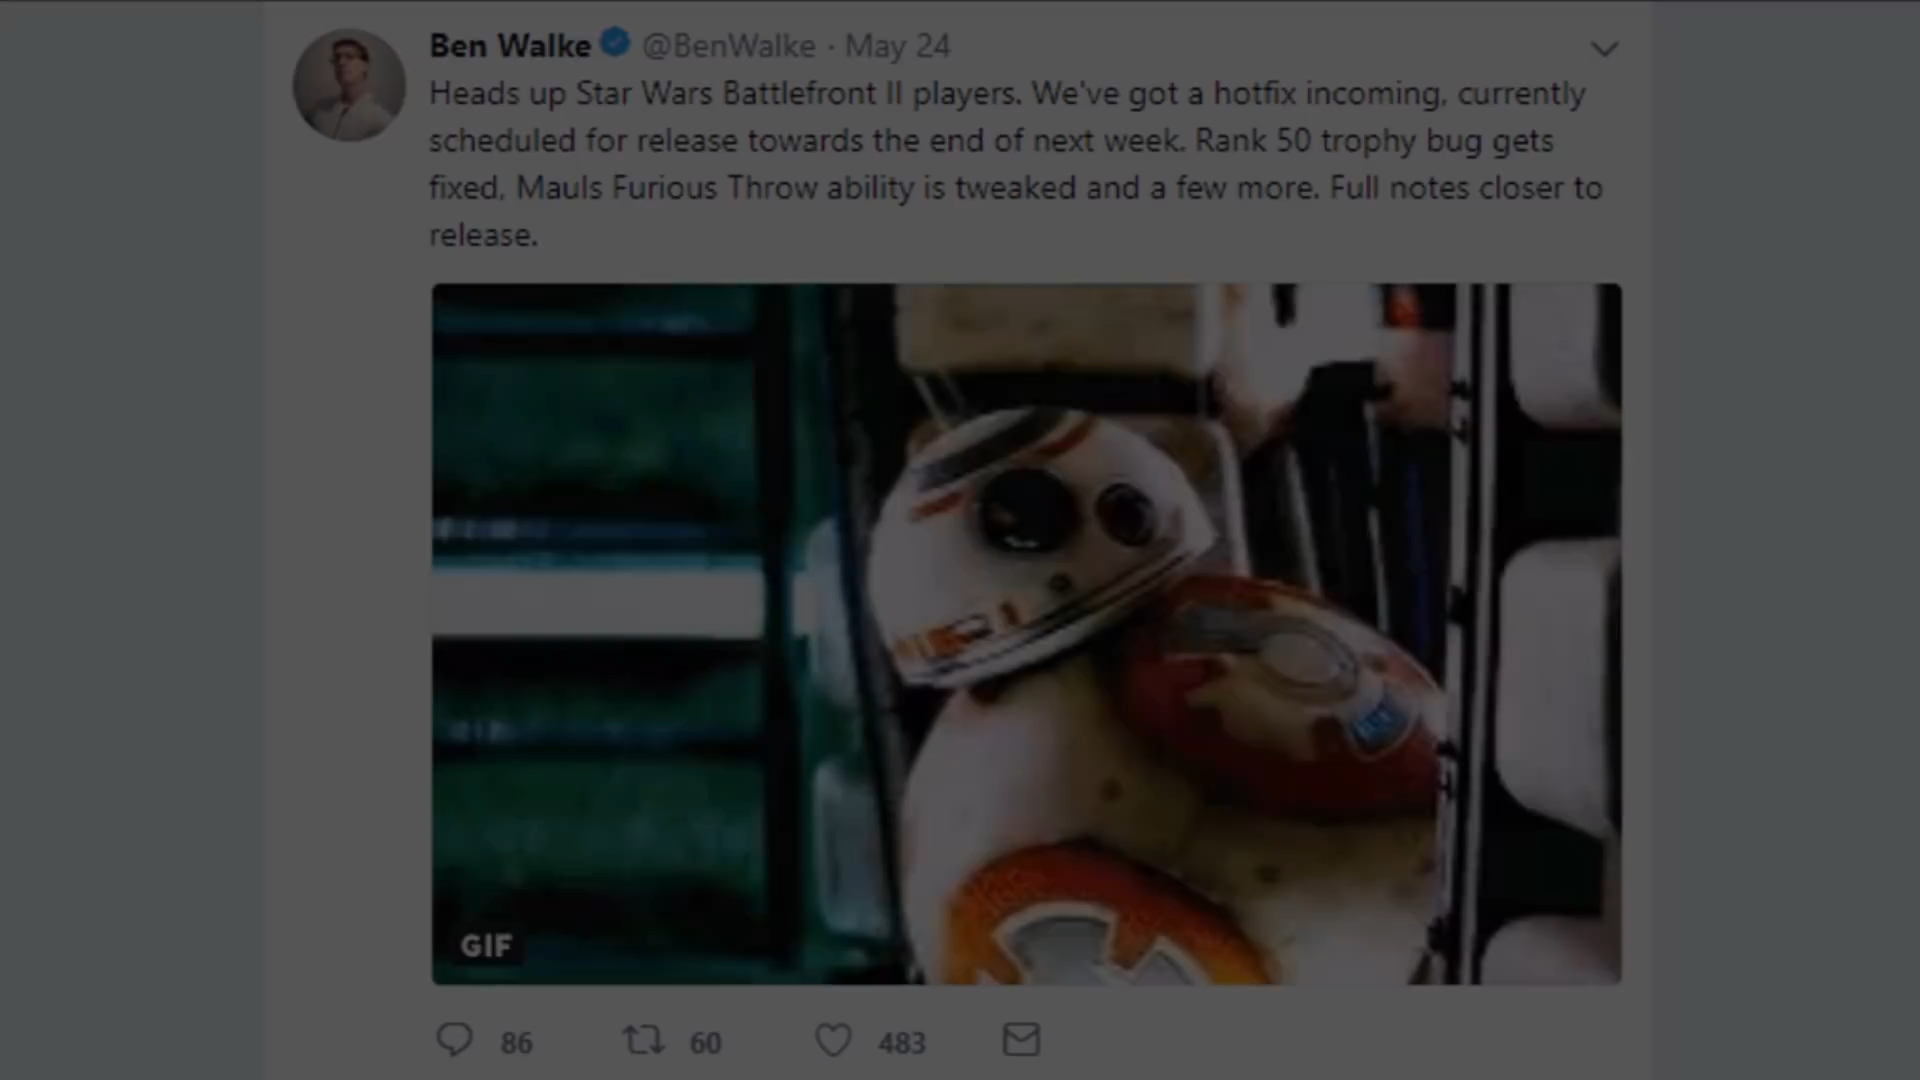 Ben Walke @BenWalke · May 24
Heads up Star Wars Battlefront II players. We've got a hotfix incoming, currently
scheduled for release towards the end of next week. Rank 50 trophy bug gets
fixed, Mauls Furious Throw ability is tweaked and a few more. Full notes closer to
release.
GIF
86 60 483